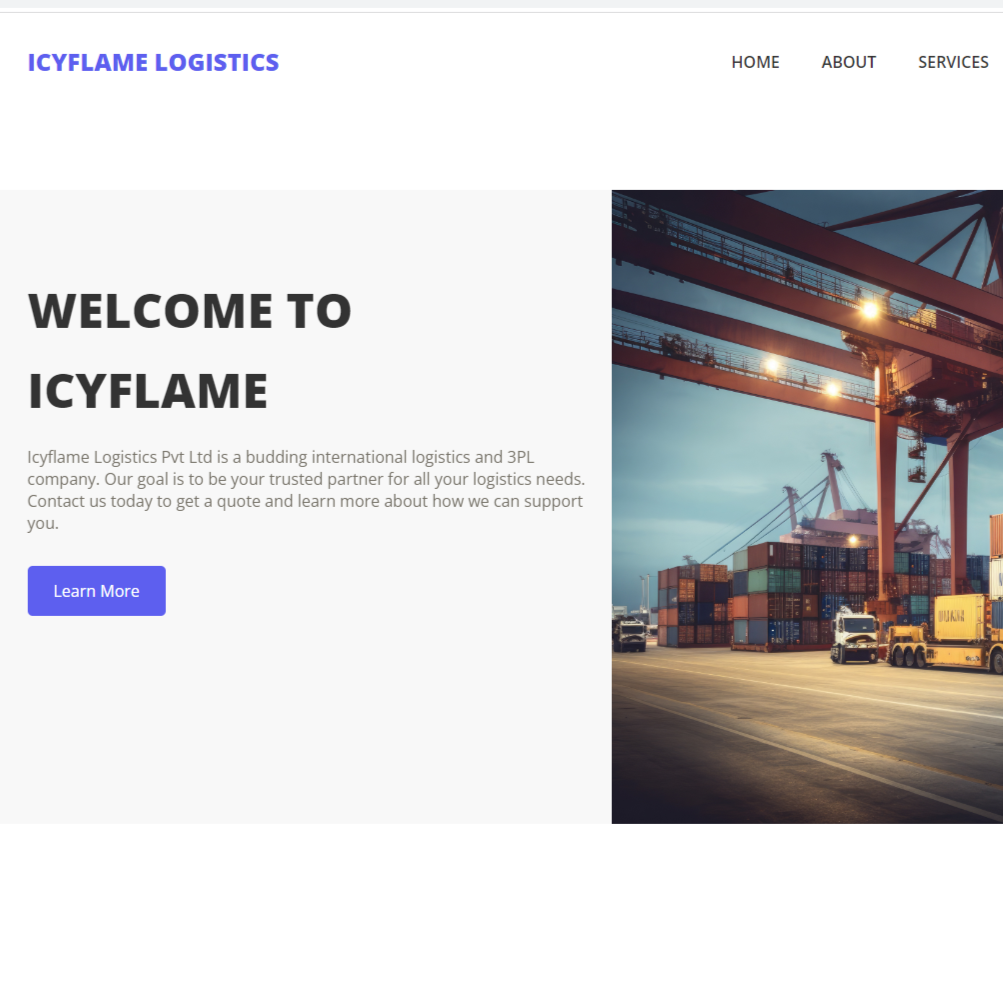 ICYFLAME LOGISTICS
HOME ABOUT SERVICES
WELCOME TO
ICYFLAME
Icyflame Logistics Pvt Ltd is a budding international logistics and 3PL
company. Our goal is to be your trusted partner for all your logistics needs.
Contact us today to get a quote and learn more about how we can support
you.
Learn More